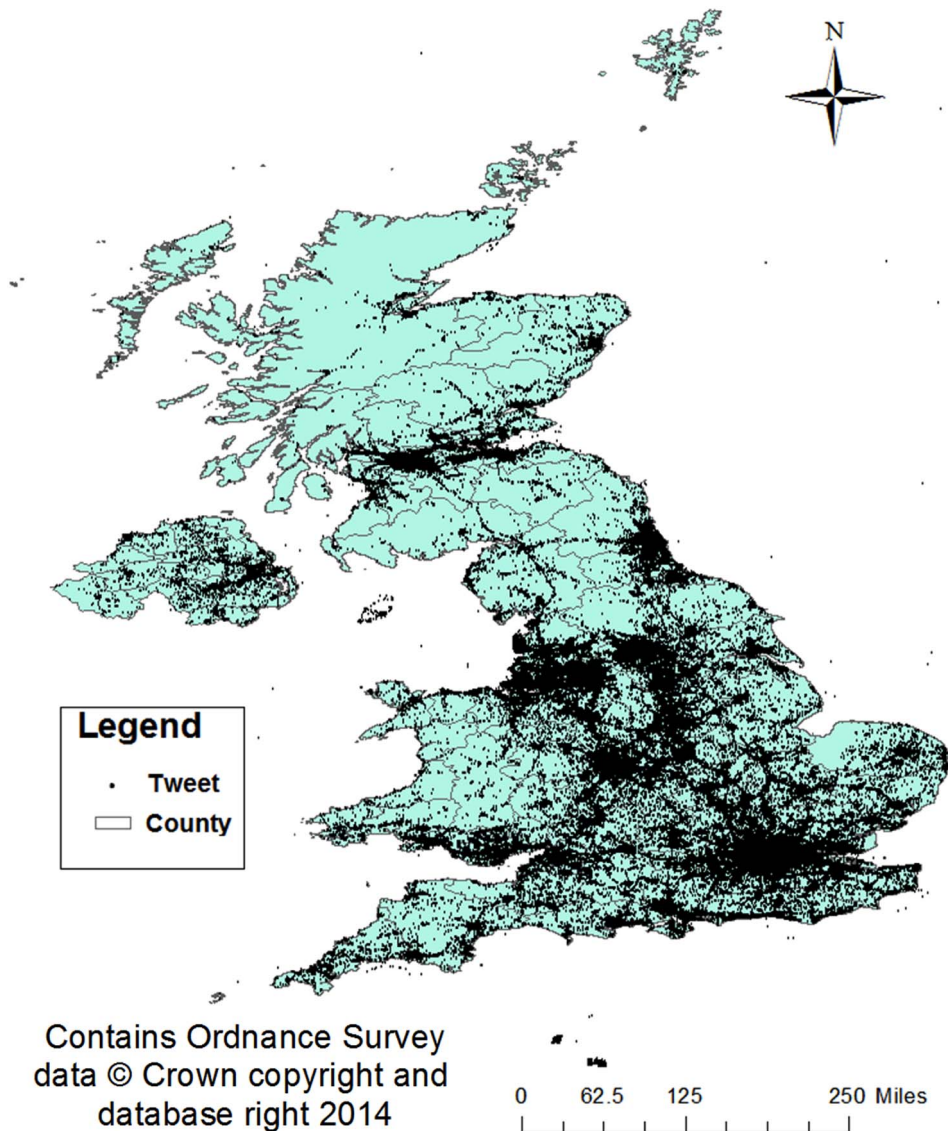 N
Legend
Tweet
County
Contains Ordnance Survey
data © Crown copyright and
database right 2014
0 62.5 125 250 Miles